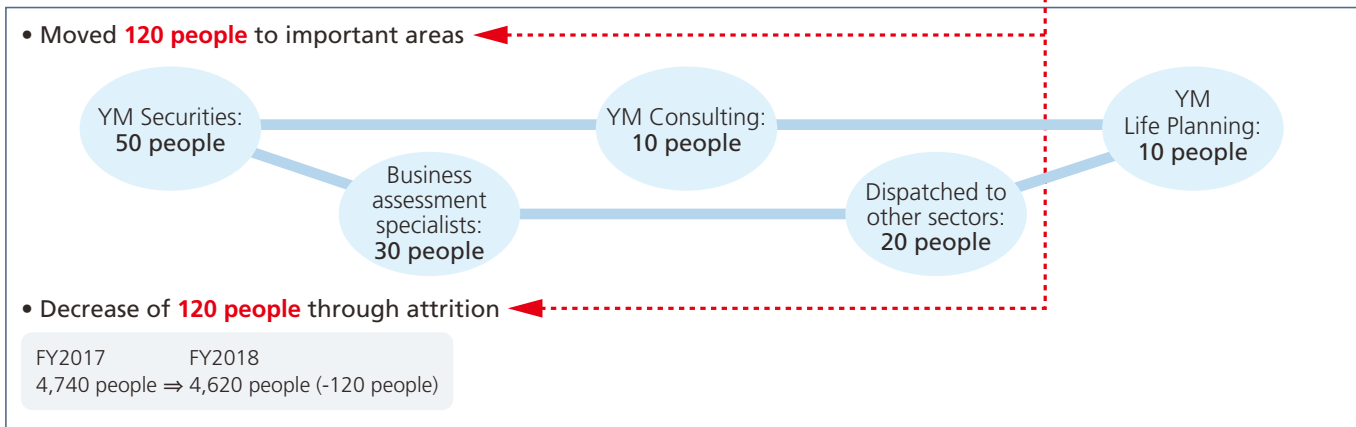 • Moved 120 people to important areas
YM Securities:
50 people
YM Consulting:
10 people
YM
Life Planning:
10 people
Business
assessment
specialists:
30 people
Dispatched to
other sectors:
20 people
• Decrease of 120 people through attrition
FY2017 FY2018
4,740 people ⇒ 4,620 people (-120 people)